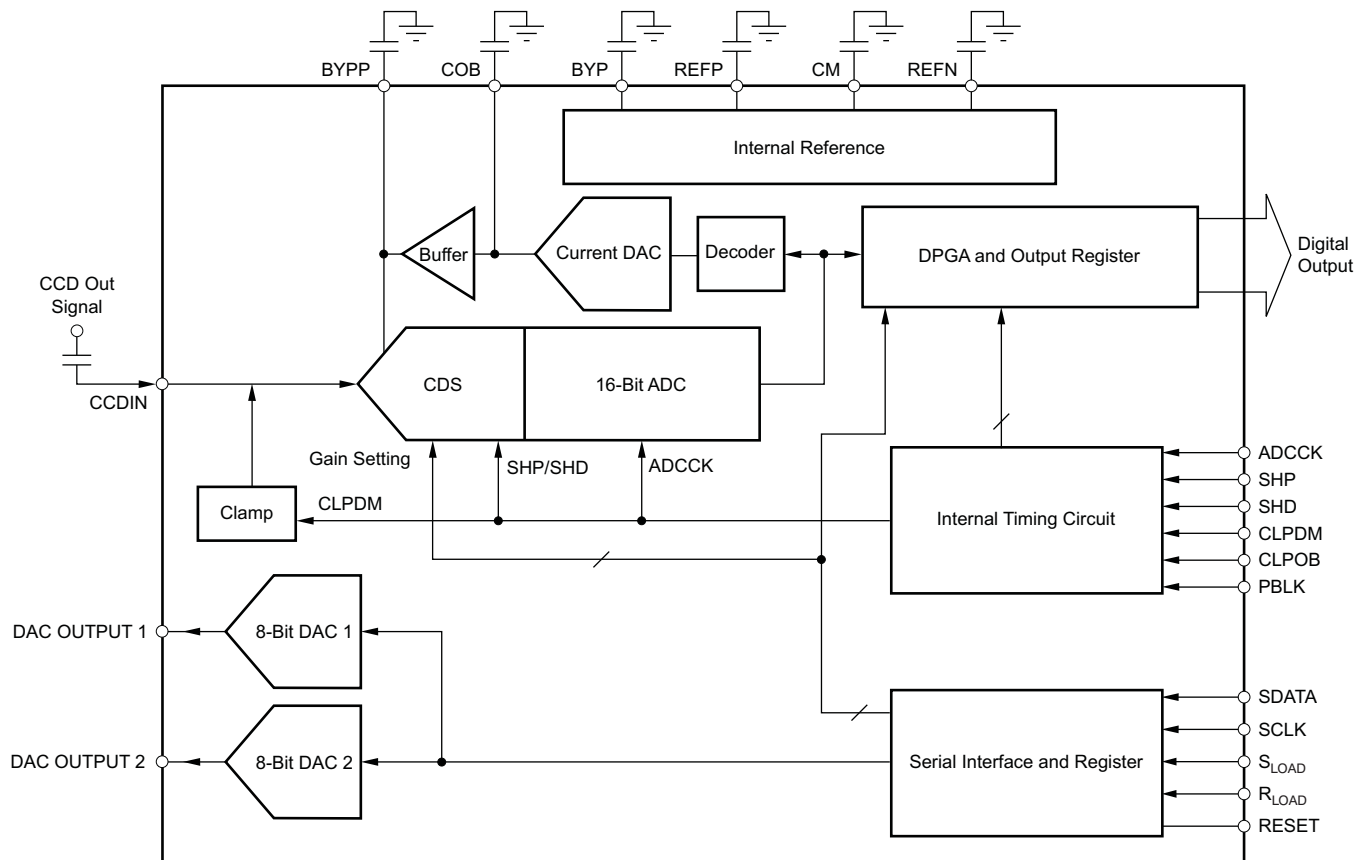 BYPP
COB
BYP
REFP
CM
REFN
Internal Reference
Buffer
Current DAC
Decoder
DPGA and Output Register
Digital
Output
CCD Out
Signal
CCDIN
CDS
16-Bit ADC
Gain Setting
SHP/SHD
ADCCK
Clamp
CLPDM
Internal Timing Circuit
ADCCK
SHP
SHD
CLPDM
CLPOB
PBLK
DAC OUTPUT 1
8-Bit DAC 1
DAC OUTPUT 2
8-Bit DAC 2
Serial Interface and Register
SDATA
SCLK
SLOAD
RLOAD
RESET